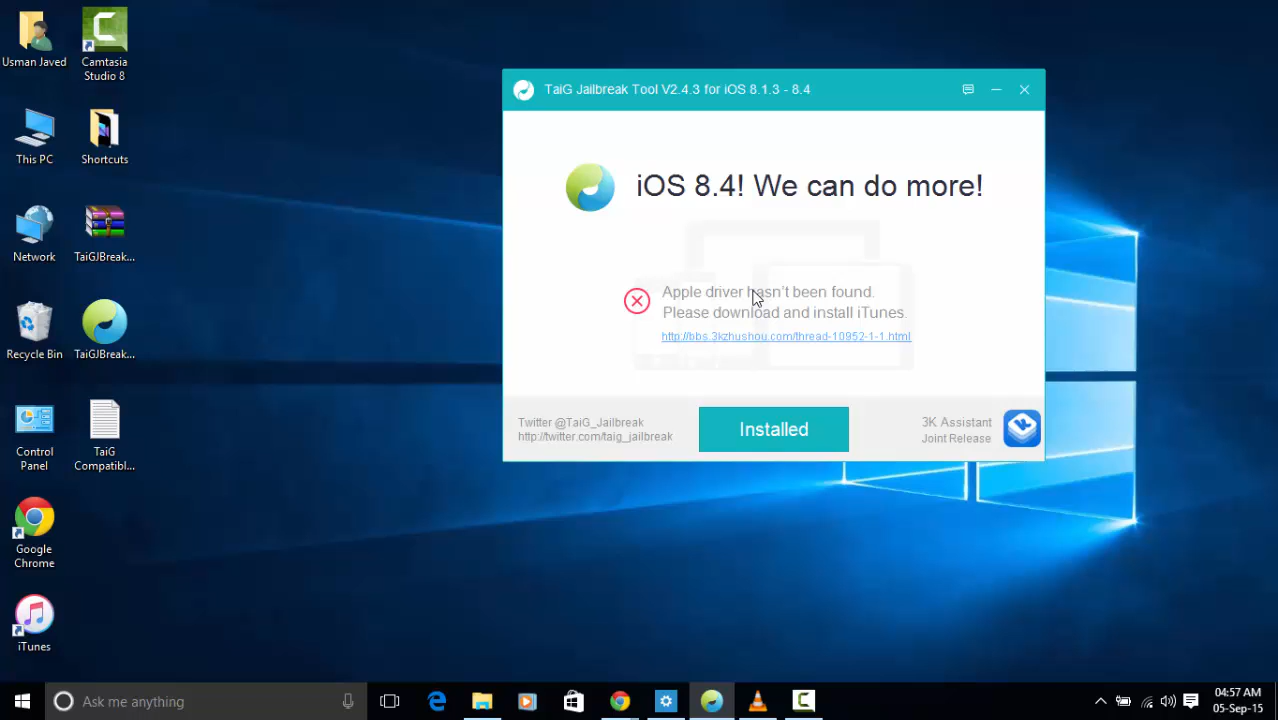 Usman Javed
Camtasia
Studio 8
This PC
Shortcuts
Network
TaiGJBreak...
Recycle Bin
TaiGJBreak...
Control
Panel
TaiG
Compatibl...
Google
Chrome
iTunes
TaiG Jailbreak Tool V2.4.3 for iOS 8.1.3 - 8.4
iOS 8.4! We can do more!
Apple driver hasn't been found.
Please download and install iTunes.
http://bbs.3kzhushou.com/thread-10952-1-1.html
Twitter @TaiG_Jailbreak
http://twitter.com/taig_jailbreak
Installed
3K Assistant
Joint Release
Ask me anything
04:57 AM
05-Sep-15